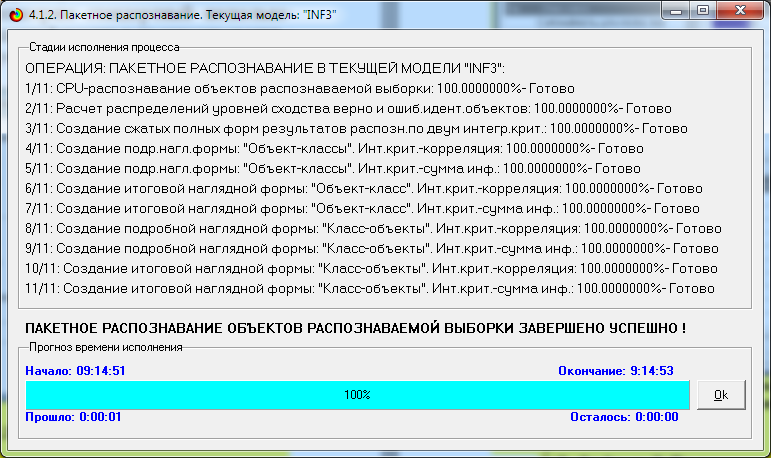 4.1.2. Пакетное распознавание. Текущая модель: "INF3"
Стадии исполнения процесса
ОПЕРАЦИЯ: ПАКЕТНОЕ РАСПОЗНАВАНИЕ В ТЕКУЩЕЙ МОДЕЛИ "INF3":
1/11: CPU-распознавание объектов распознаваемой выборки: 100.0000000%- Готово
2/11: Расчет распределений уровней сходства верно и ошиб.идент.объектов: 100.0000000%- Готово
3/11: Создание сжатых полных форм результатов распозн.по двум интегр.крит.: 100.0000000%- Готово
4/11: Создание подр.нагл.формы: "Объект-классы". Инт.крит.-корреляция: 100.0000000%- Готово
5/11: Создание подр.нагл.формы: "Объект-классы". Инт.крит.-сумма инф.: 100.0000000%- Готово
6/11: Создание итоговой наглядной формы: "Объект-класс". Инт.крит.-корреляция: 100.0000000%- Готово
7/11: Создание итоговой наглядной формы: "Объект-класс". Инт.крит.-сумма инф.: 100.0000000%- Готово
8/11: Создание подробной наглядной формы: "Класс-объекты". Инт.крит.-корреляция: 100.0000000%- Готово
9/11: Создание подробной наглядной формы: "Класс-объекты". Инт.крит.-сумма инф.: 100.0000000%- Готово
10/11: Создание итоговой наглядной формы: "Класс-объекты". Инт.крит.-корреляция: 100.0000000%- Готово
11/11: Создание итоговой наглядной формы: "Класс-объекты". Инт.крит.-сумма инф.: 100.0000000%- Готово
ПАКЕТНОЕ РАСПОЗНАВАНИЕ ОБЪЕКТОВ РАСПОЗНАВАЕМОЙ ВЫБОРКИ ЗАВЕРШЕНО УСПЕШНО !
Прогноз времени исполнения
Начало: 09:14:51 Окончание: 9:14:53
100% Ok
Прошло: 0:00:01 Осталось: 0:00:00